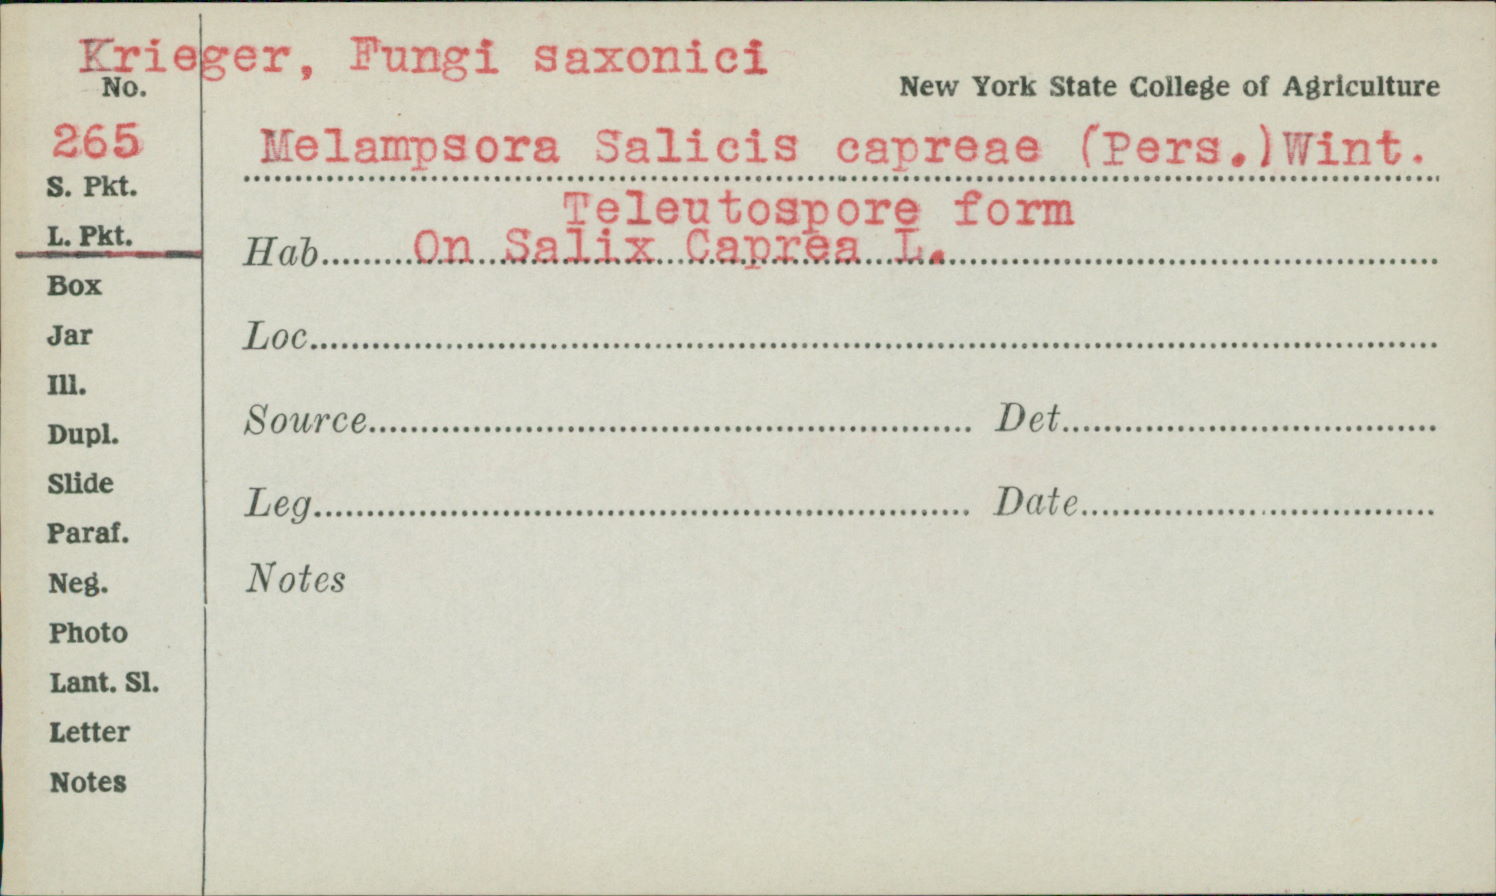 Krieger, Fungi saxonici
No.
New York State College of Agriculture
265
Melampsora Salicis capreae (Pers.)Wint.
S. Pkt.
Teleutospore form
L. Pkt.
Hab. On Salix Caprea L.
Box
Loc.
Jar
Ill.
Source Det.
Dupl.
Slide
Leg. Date
Paraf.
Neg.
Notes
Photo
Lant. Sl.
Letter
Notes